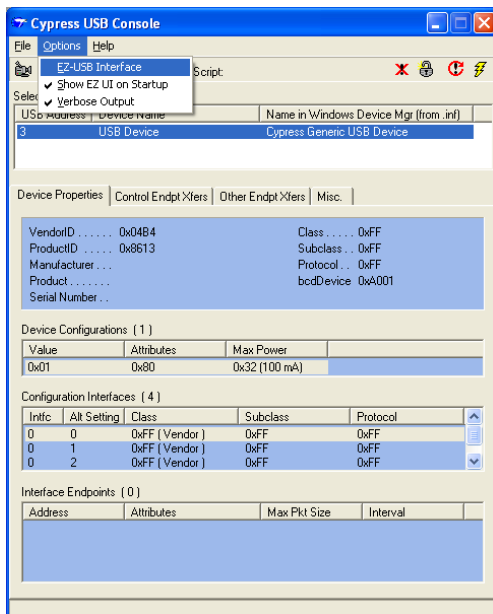 Cypress USB Console
File Options Help
EZ-USB Interface
Script:
Show EZ UI on Startup
Verbose Output
USB Address Device Name Name in Windows Device Mgr (from .inf)
3 USB Device Cypress Generic USB Device
Device Properties Control Endpt Xfers Other Endpt Xfers Misc.
VendorID . . . . . . 0x04B4 Class . . . . . 0xFF
ProductID . . . . . 0x8613 Subclass . . 0xFF
Manufacturer . . . Protocol . . 0xFF
Product . . . . . . . bcdDevice 0xA001
Serial Number . .
Device Configurations ( 1 )
Value Attributes Max Power
0x01 0x80 0x32 (100 mA)
Configuration Interfaces ( 4 )
Intfc Alt Setting Class Subclass Protocol
0 0 0xFF ( Vendor ) 0xFF 0xFF
0 1 0xFF ( Vendor ) 0xFF 0xFF
0 2 0xFF ( Vendor ) 0xFF 0xFF
Interface Endpoints ( 0 )
Address Attributes Max Pkt Size Interval